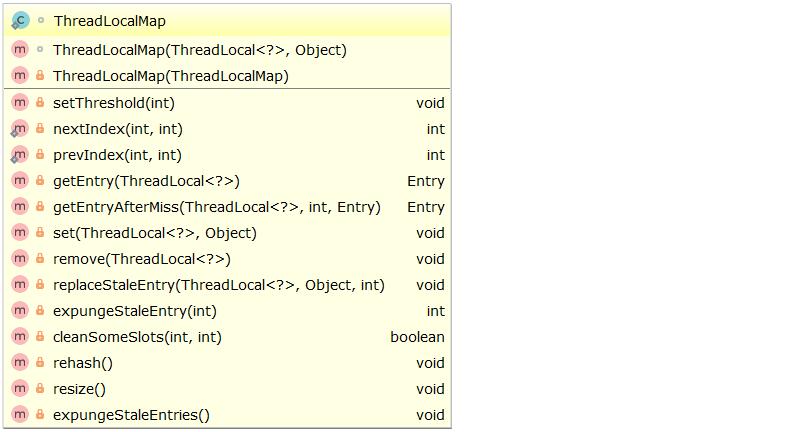 C ThreadLocalMap
m ThreadLocalMap(ThreadLocal<?>, Object)
m ThreadLocalMap(ThreadLocalMap)
m setThreshold(int) void
m nextIndex(int, int) int
m prevIndex(int, int) int
m getEntry(ThreadLocal<?>) Entry
m getEntryAfterMiss(ThreadLocal<?>, int, Entry) Entry
m set(ThreadLocal<?>, Object) void
m remove(ThreadLocal<?>) void
m replaceStaleEntry(ThreadLocal<?>, Object, int) void
m expungeStaleEntry(int) int
m cleanSomeSlots(int, int) boolean
m rehash() void
m resize() void
m expungeStaleEntries() void